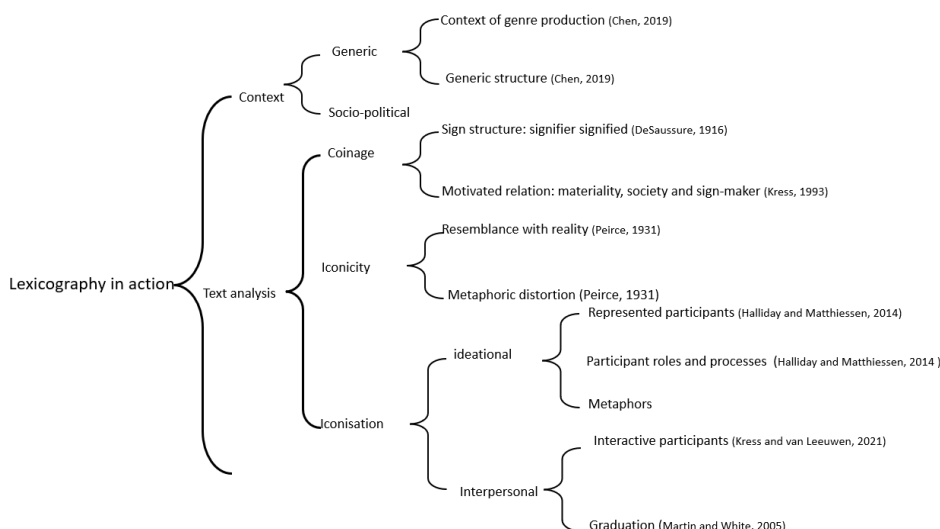 Context of genre production (Chen, 2019)
Generic
Generic structure (Chen, 2019)
Context
Socio-political
Sign structure: signifier signified (DeSaussure, 1916)
Coinage
Motivated relation: materiality, society and sign-maker (Kress, 1993)
Resemblance with reality (Peirce, 1931)
Iconicity
Lexicography in action
Text analysis
Metaphoric distortion (Peirce, 1931)
Represented participants (Halliday and Matthiessen, 2014)
ideational
Participant roles and processes (Halliday and Matthiessen, 2014 )
Metaphors
Iconisation
Interactive participants (Kress and van Leeuwen, 2021)
Interpersonal
Graduation (Martin and White, 2005)